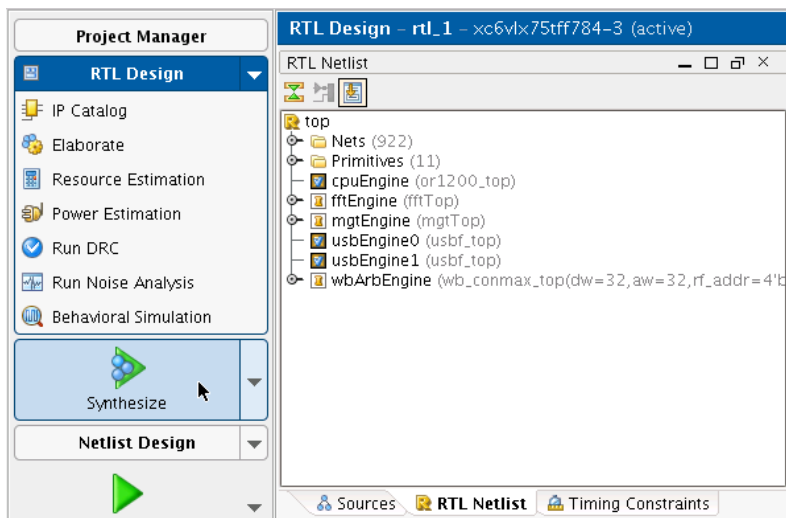 Project Manager
RTL Design
IP Catalog
Elaborate
Resource Estimation
Power Estimation
Run DRC
Run Noise Analysis
Behavioral Simulation
Synthesize
Netlist Design
RTL Design - rtl_1 - xc6vlx75tff784-3 (active)
RTL Netlist
top
Nets (922)
Primitives (11)
cpuEngine (or1200_top)
fftEngine (fftTop)
mgtEngine (mgtTop)
usbEngine0 (usbf_top)
usbEngine1 (usbf_top)
wbArbEngine (wb_conmax_top(dw=32,aw=32,rf_addr=4'b
Sources RTL Netlist Timing Constraints